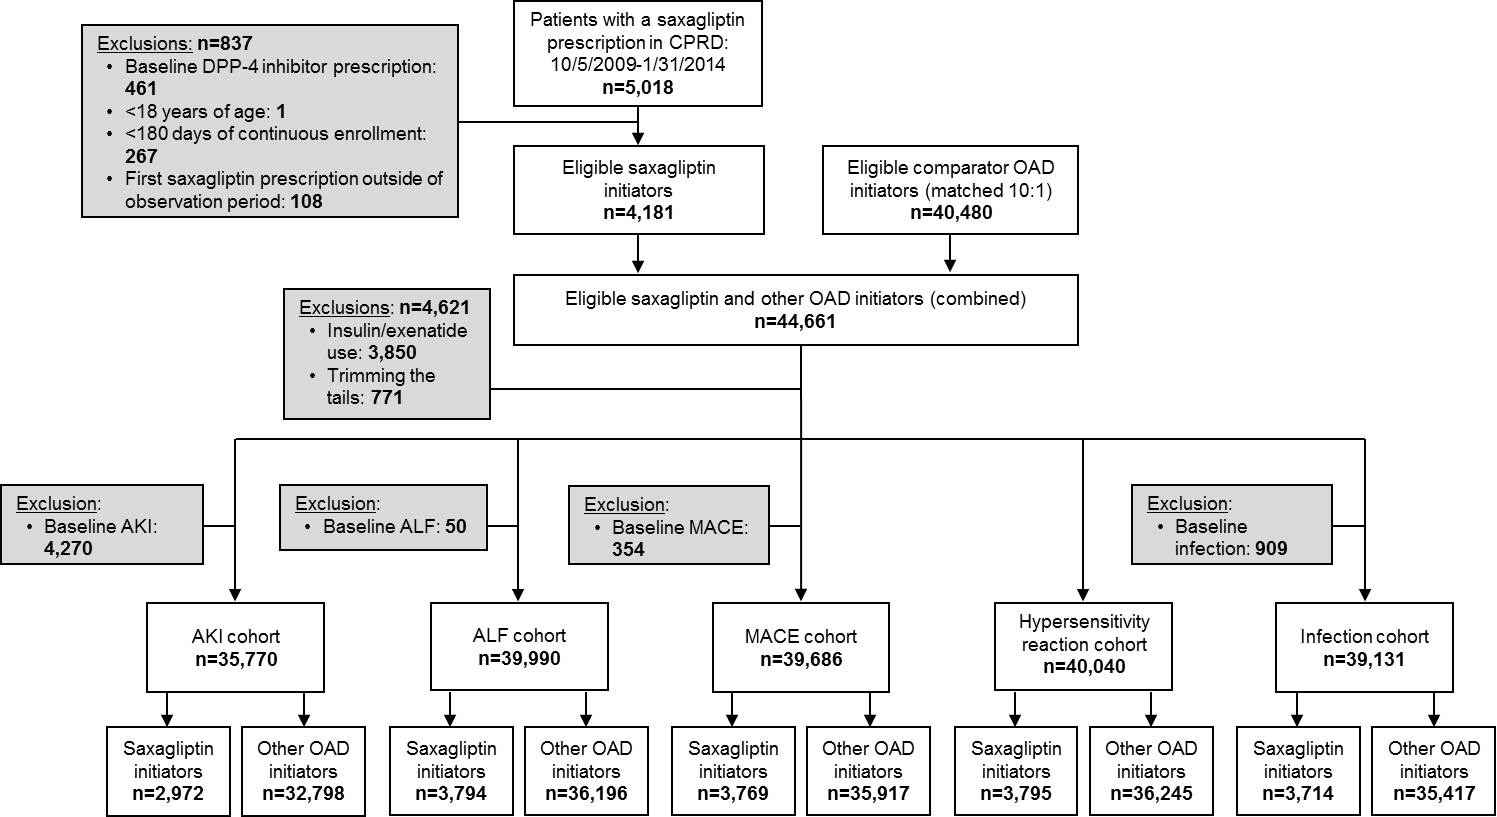 Patients with a saxagliptin
prescription in CPRD:
10/5/2009-1/31/2014
n=5,018
Exclusions: n=837
• Baseline DPP-4 inhibitor prescription:
461
• <18 years of age: 1
• <180 days of continuous enrollment:
267
• First saxagliptin prescription outside of
observation period: 108
Eligible saxagliptin
initiators
n=4,181
Eligible comparator OAD
initiators (matched 10:1)
n=40,480
Eligible saxagliptin and other OAD initiators (combined)
n=44,661
Exclusions: n=4,621
• Insulin/exenatide
use: 3,850
• Trimming the
tails: 771
Exclusion:
• Baseline AKI:
4,270
Exclusion:
• Baseline ALF: 50
Exclusion:
• Baseline MACE:
354
Exclusion:
• Baseline
infection: 909
AKI cohort
n=35,770
ALF cohort
n=39,990
MACE cohort
n=39,686
Hypersensitivity
reaction cohort
n=40,040
Infection cohort
n=39,131
Saxagliptin
initiators
n=2,972
Other OAD
initiators
n=32,798
Saxagliptin
initiators
n=3,794
Other OAD
initiators
n=36,196
Saxagliptin
initiators
n=3,769
Other OAD
initiators
n=35,917
Saxagliptin
initiators
n=3,795
Other OAD
initiators
n=36,245
Saxagliptin
initiators
n=3,714
Other OAD
initiators
n=35,417